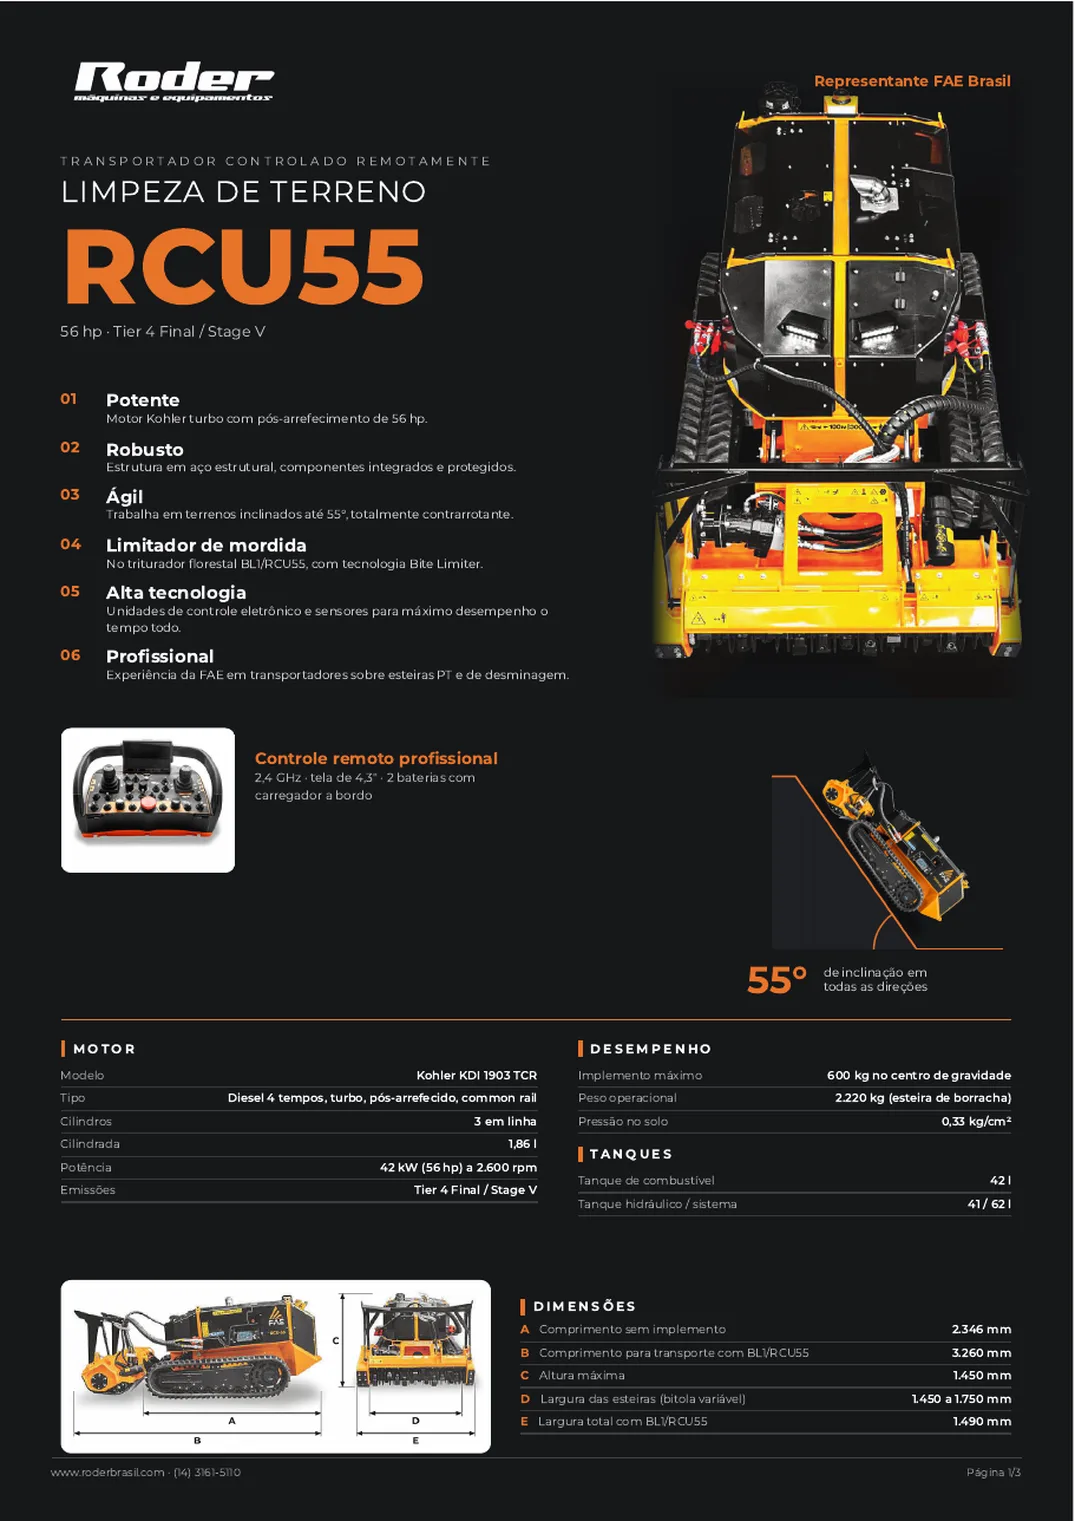 Roder
máquinas e equipamentos
Representante FAE Brasil
TRANSPORTADOR CONTROLADO REMOTAMENTE
LIMPEZA DE TERRENO
RCU55
56 hp · Tier 4 Final / Stage V
01 Potente
Motor Kohler turbo com pós-arrefecimento de 56 hp.
02 Robusto
Estrutura em aço estrutural, componentes integrados e protegidos.
03 Ágil
Trabalha em terrenos inclinados até 55°, totalmente contrarrotante.
04 Limitador de mordida
No triturador florestal BL1/RCU55, com tecnologia Bite Limiter.
05 Alta tecnologia
Unidades de controle eletrônico e sensores para máximo desempenho o
tempo todo.
06 Profissional
Experiência da FAE em transportadores sobre esteiras PT e de desminagem.
Controle remoto profissional
2,4 GHz · tela de 4,3" · 2 baterias com
carregador a bordo
55° de inclinação em
todas as direções
MOTOR
Modelo Kohler KDI 1903 TCR
Tipo Diesel 4 tempos, turbo, pós-arrefecido, common rail
Cilindros 3 em linha
Cilindrada 1,86 l
Potência 42 kW (56 hp) a 2.600 rpm
Emissões Tier 4 Final / Stage V
DESEMPENHO
Implemento máximo 600 kg no centro de gravidade
Peso operacional 2.220 kg (esteira de borracha)
Pressão no solo 0,33 kg/cm²
TANQUES
Tanque de combustível 42 l
Tanque hidráulico / sistema 41 / 62 l
FAE
C
A
B
D
E
DIMENSÕES
A Comprimento sem implemento 2.346 mm
B Comprimento para transporte com BL1/RCU55 3.260 mm
C Altura máxima 1.450 mm
D Largura das esteiras (bitola variável) 1.450 a 1.750 mm
E Largura total com BL1/RCU55 1.490 mm
www.roderbrasil.com · (14) 3161-5110
Página 1/3